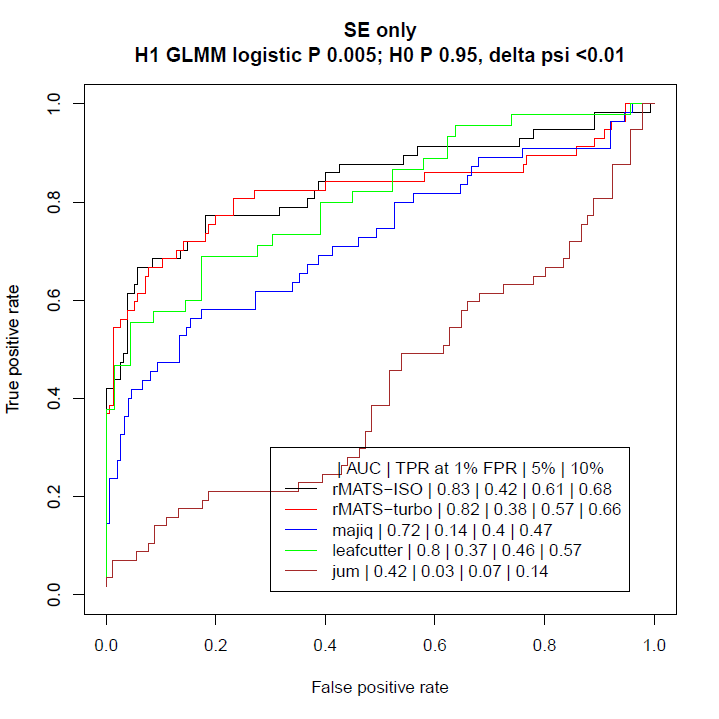 SE only
H1 GLMM logistic P 0.005; H0 P 0.95, delta psi <0.01
True positive rate
1.0
0.8
0.6
0.4
0.2
0.0
| AUC | TPR at 1% FPR | 5% | 10%
rMATS−ISO | 0.83 | 0.42 | 0.61 | 0.68
rMATS−turbo | 0.82 | 0.38 | 0.57 | 0.66
majiq | 0.72 | 0.14 | 0.4 | 0.47
leafcutter | 0.8 | 0.37 | 0.46 | 0.57
jum | 0.42 | 0.03 | 0.07 | 0.14
0.0 0.2 0.4 0.6 0.8 1.0
False positive rate